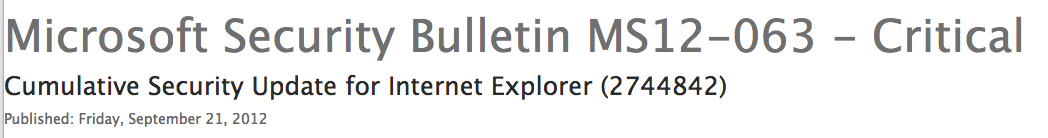 Microsoft Security Bulletin MS12-063 - Critical
Cumulative Security Update for Internet Explorer (2744842)
Published: Friday, September 21, 2012